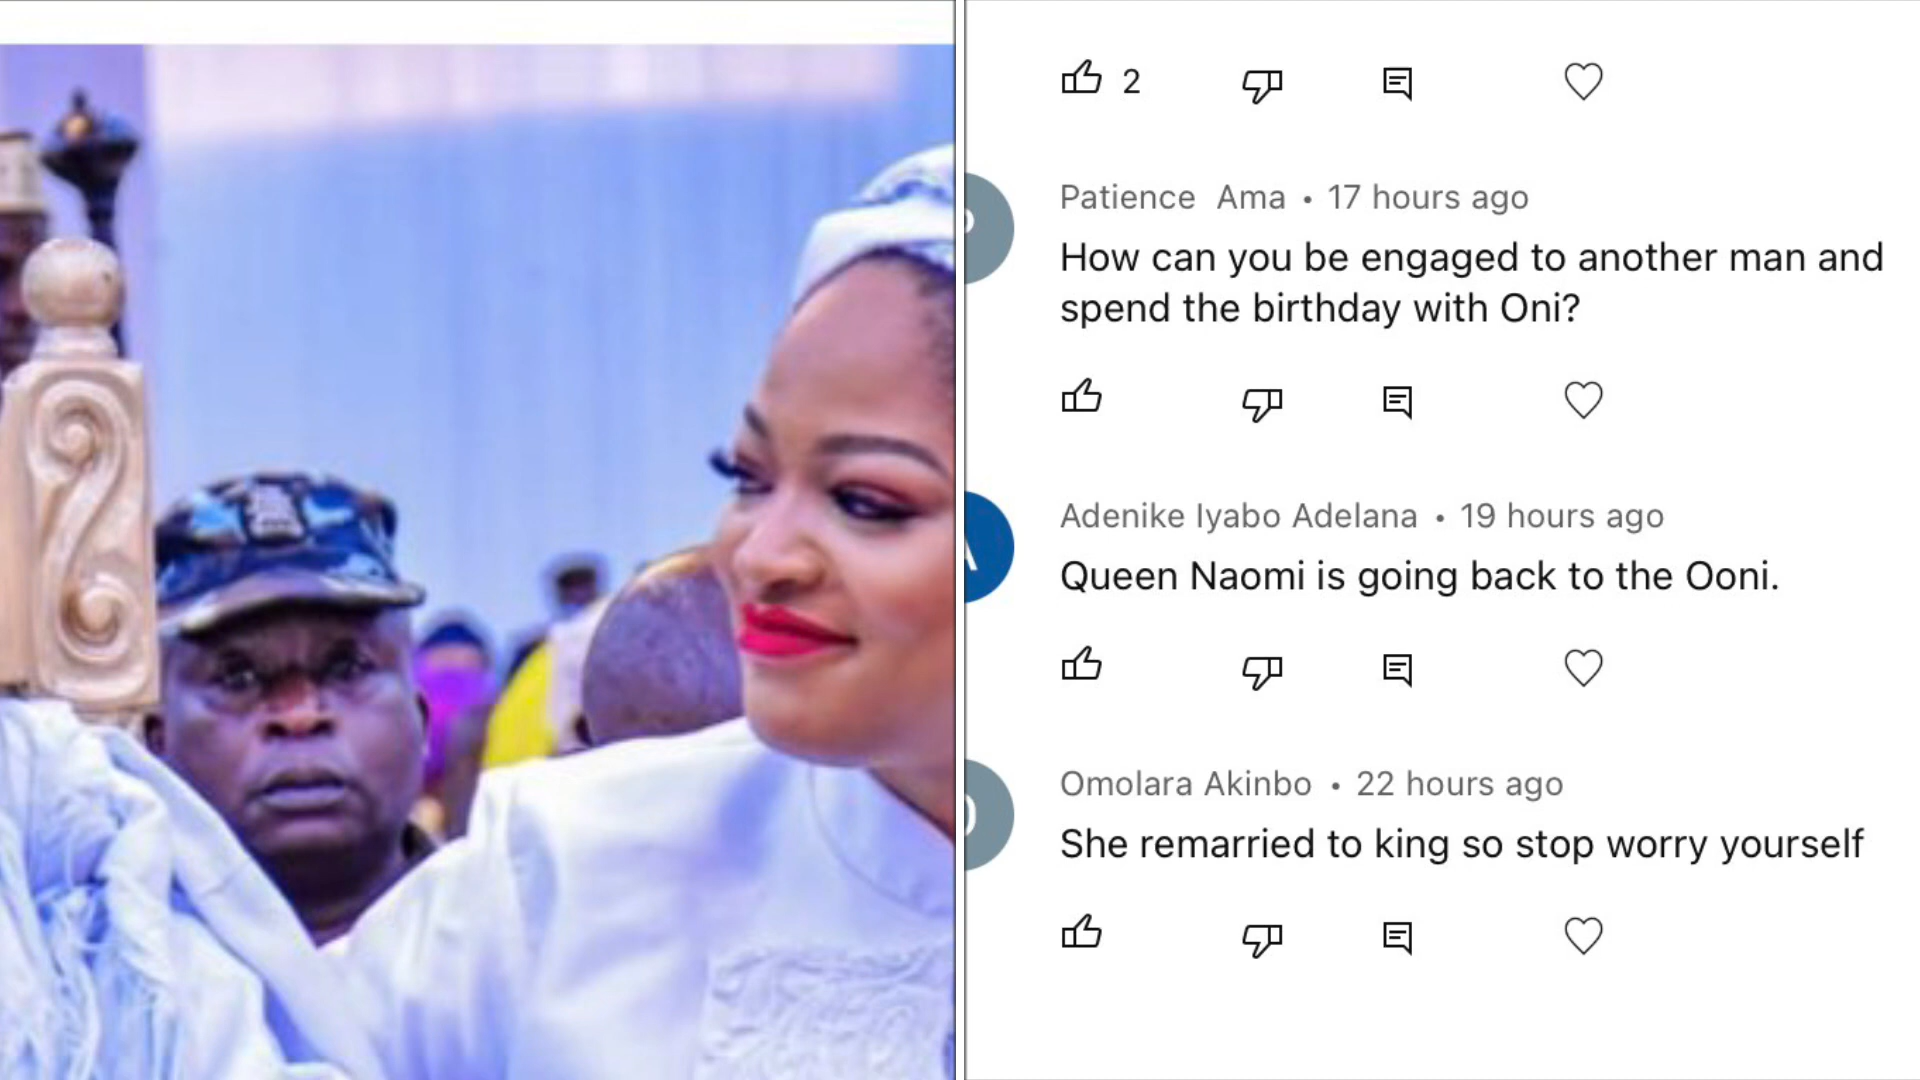 2
Patience Ama • 17 hours ago
How can you be engaged to another man and
spend the birthday with Oni?
Adenike Iyabo Adelana • 19 hours ago
Queen Naomi is going back to the Ooni.
Omolara Akinbo • 22 hours ago
She remarried to king so stop worry yourself